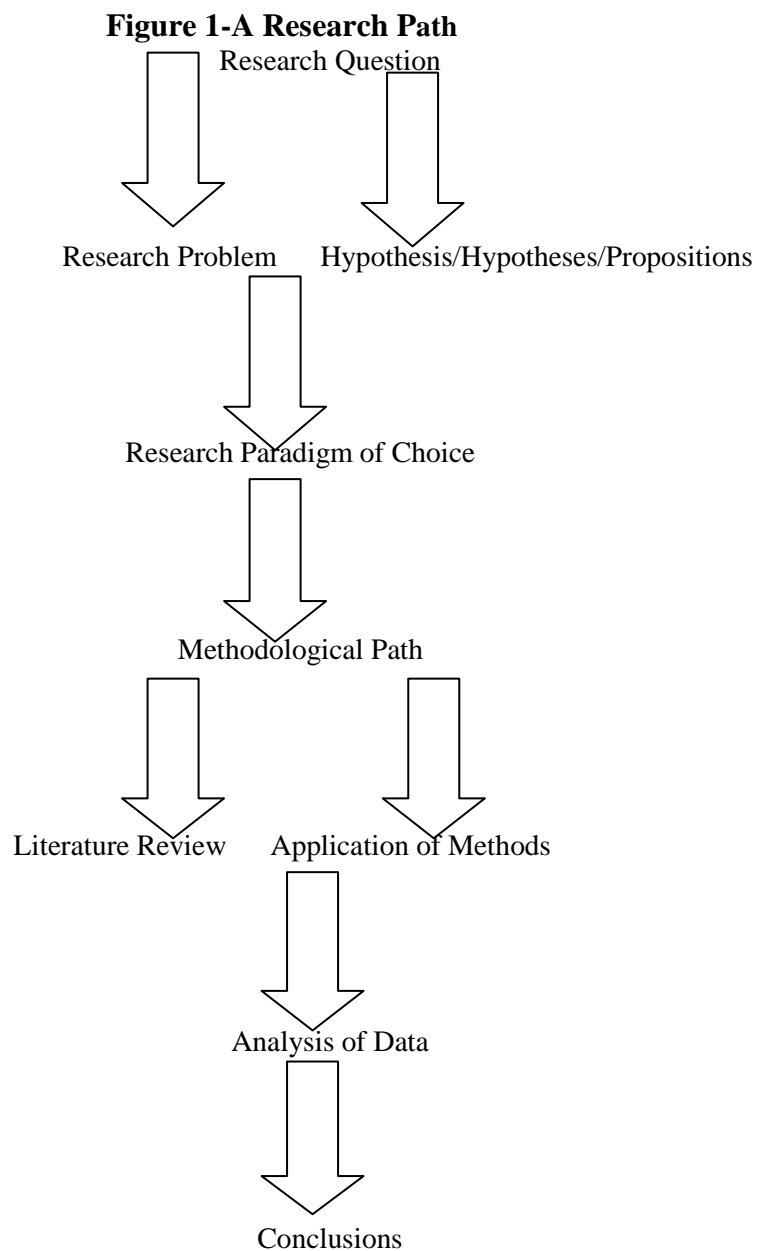 Figure 1-A Research Path
Research Question
Research Problem Hypothesis/Hypotheses/Propositions
Research Paradigm of Choice
Methodological Path
Literature Review Application of Methods
Analysis of Data
Conclusions